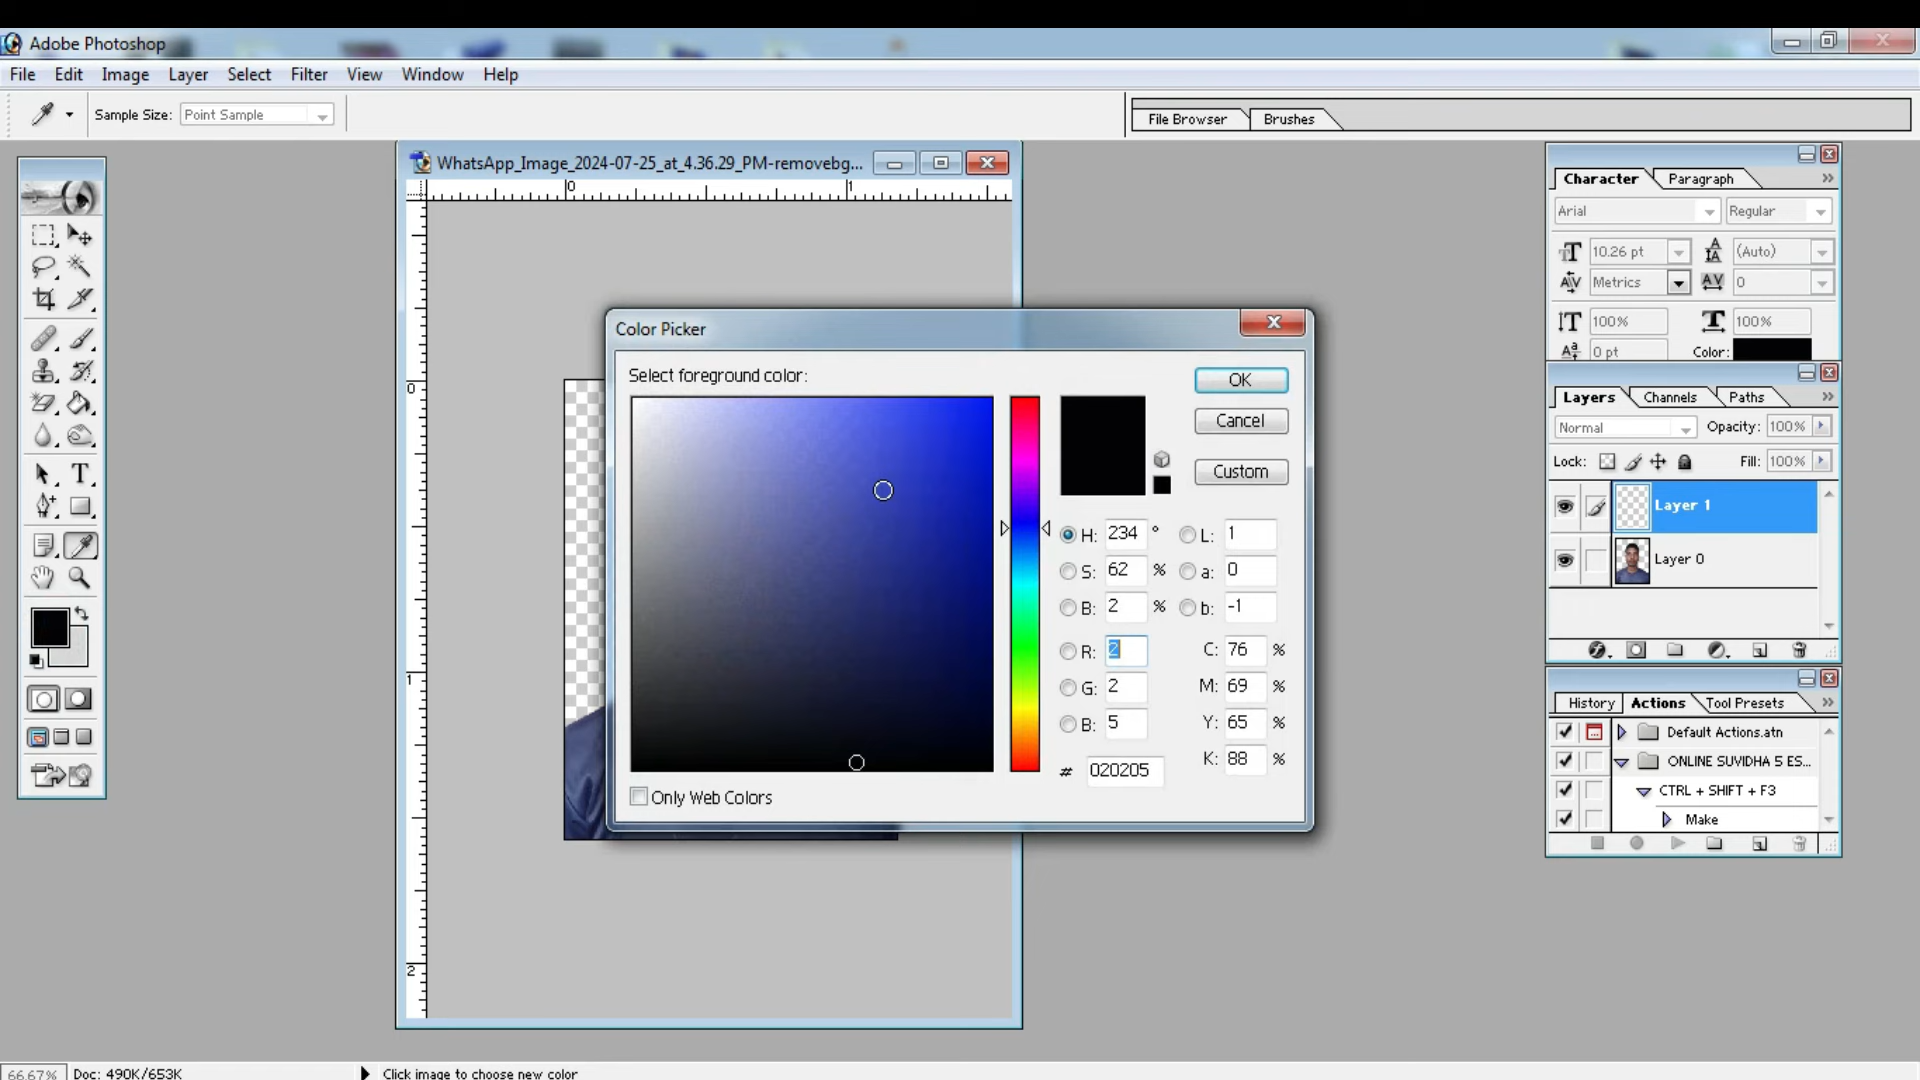 Adobe Photoshop
File Edit Image Layer Select Filter View Window Help
Sample Size: Point Sample
File Browser Brushes
WhatsApp_Image_2024-07-25_at_4.36.29_PM-removebg...
0 1
0
1
2
Color Picker
Select foreground color:
OK
Cancel
Custom
H: 234 ° L: 1
S: 62 % a: 0
B: 2 % b: -1
R: 2 C: 76 %
G: 2 M: 69 %
B: 5 Y: 65 %
K: 88 %
# 020205
Only Web Colors
Character Paragraph
Arial Regular
10.26 pt (Auto)
Metrics 0
100% 100%
0 pt Color:
Layers Channels Paths
Normal Opacity: 100%
Lock: Fill: 100%
Layer 1
Layer 0
History Actions Tool Presets
Default Actions.atn
ONLINE SUVIDHA 5 ES...
CTRL + SHIFT + F3
Make
66.67% Doc: 490K/653K Click image to choose new color